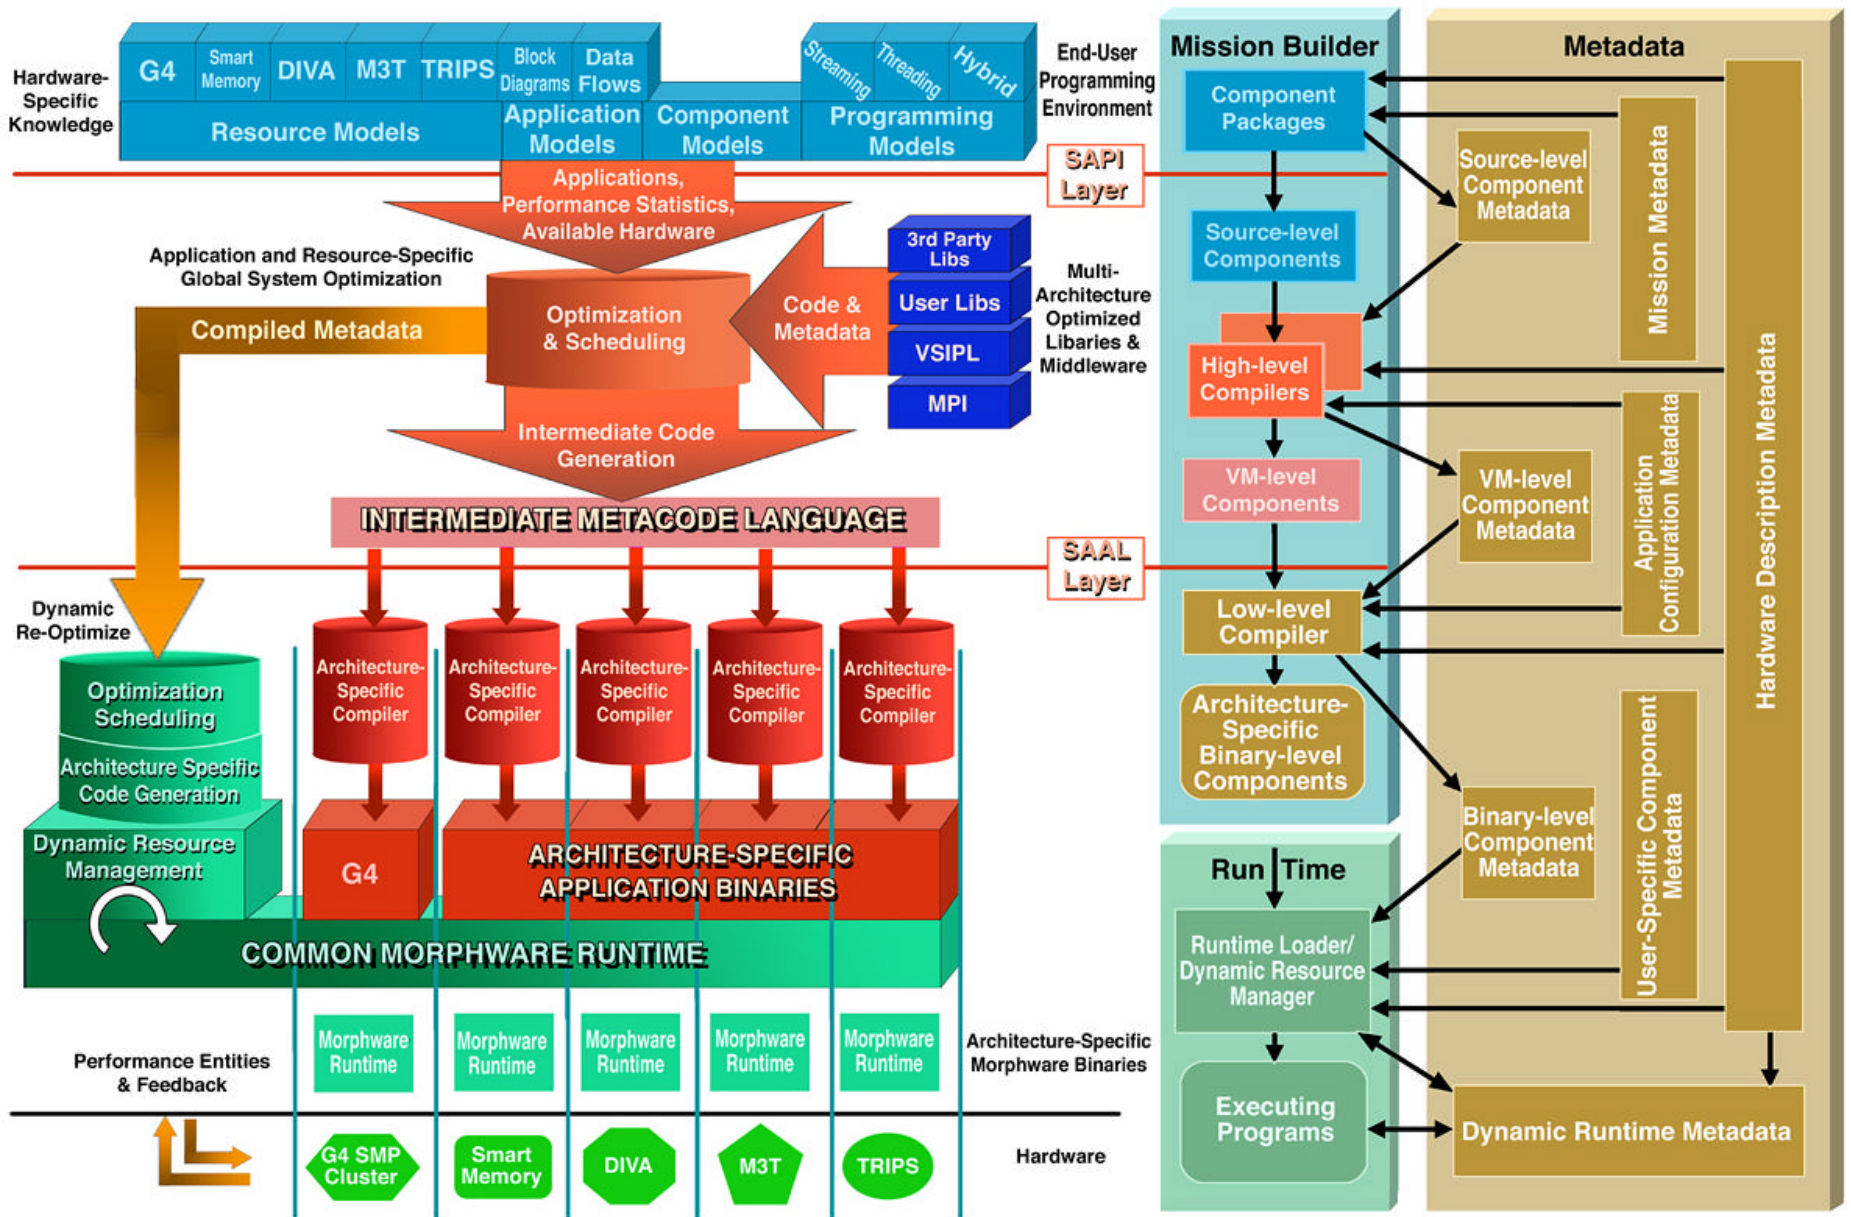 Hardware-
Specific
Knowledge
G4
Smart
Memory
DIVA
M3T
TRIPS
Block
Diagrams
Data
Flows
Streaming
Threading
Hybrid
Resource Models
Application
Models
Component
Models
Programming
Models
End-User
Programming
Environment
SAPI
Layer
Applications,
Performance Statistics,
Available Hardware
Application and Resource-Specific
Global System Optimization
Compiled Metadata
Optimization
& Scheduling
Code &
Metadata
3rd Party
Libs
User Libs
VSIPL
MPI
Multi-
Architecture
Optimized
Libaries &
Middleware
Intermediate Code
Generation
INTERMEDIATE METACODE LANGUAGE
SAAL
Layer
Dynamic
Re-Optimize
Optimization
Scheduling
Architecture Specific
Code Generation
Dynamic Resource
Management
Architecture-
Specific
Compiler
Architecture-
Specific
Compiler
Architecture-
Specific
Compiler
Architecture-
Specific
Compiler
Architecture-
Specific
Compiler
G4
ARCHITECTURE-SPECIFIC
APPLICATION BINARIES
COMMON MORPHWARE RUNTIME
Performance Entities
& Feedback
Morphware
Runtime
Morphware
Runtime
Morphware
Runtime
Morphware
Runtime
Morphware
Runtime
Architecture-Specific
Morphware Binaries
G4 SMP
Cluster
Smart
Memory
DIVA
M3T
TRIPS
Hardware
Mission Builder
Component
Packages
Source-level
Components
High-level
Compilers
VM-level
Components
Low-level
Compiler
Architecture-
Specific
Binary-level
Components
Run Time
Runtime Loader/
Dynamic Resource
Manager
Executing
Programs
Metadata
Source-level
Component
Metadata
Mission Metadata
VM-level
Component
Metadata
Application
Configuration Metadata
Hardware Description Metadata
Binary-level
Component
Metadata
User-Specific Component
Metadata
Dynamic Runtime Metadata